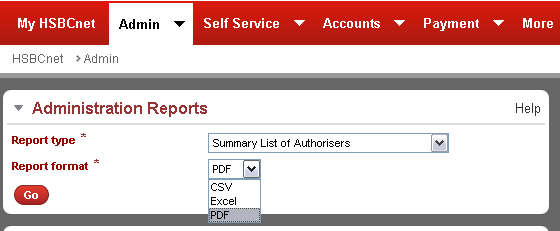 My HSBCnet Admin Self Service Accounts Payment More
HSBCnet > Admin
Administration Reports Help
Report type * Summary List of Authorisers
Report format * PDF
CSV
Go Excel
PDF